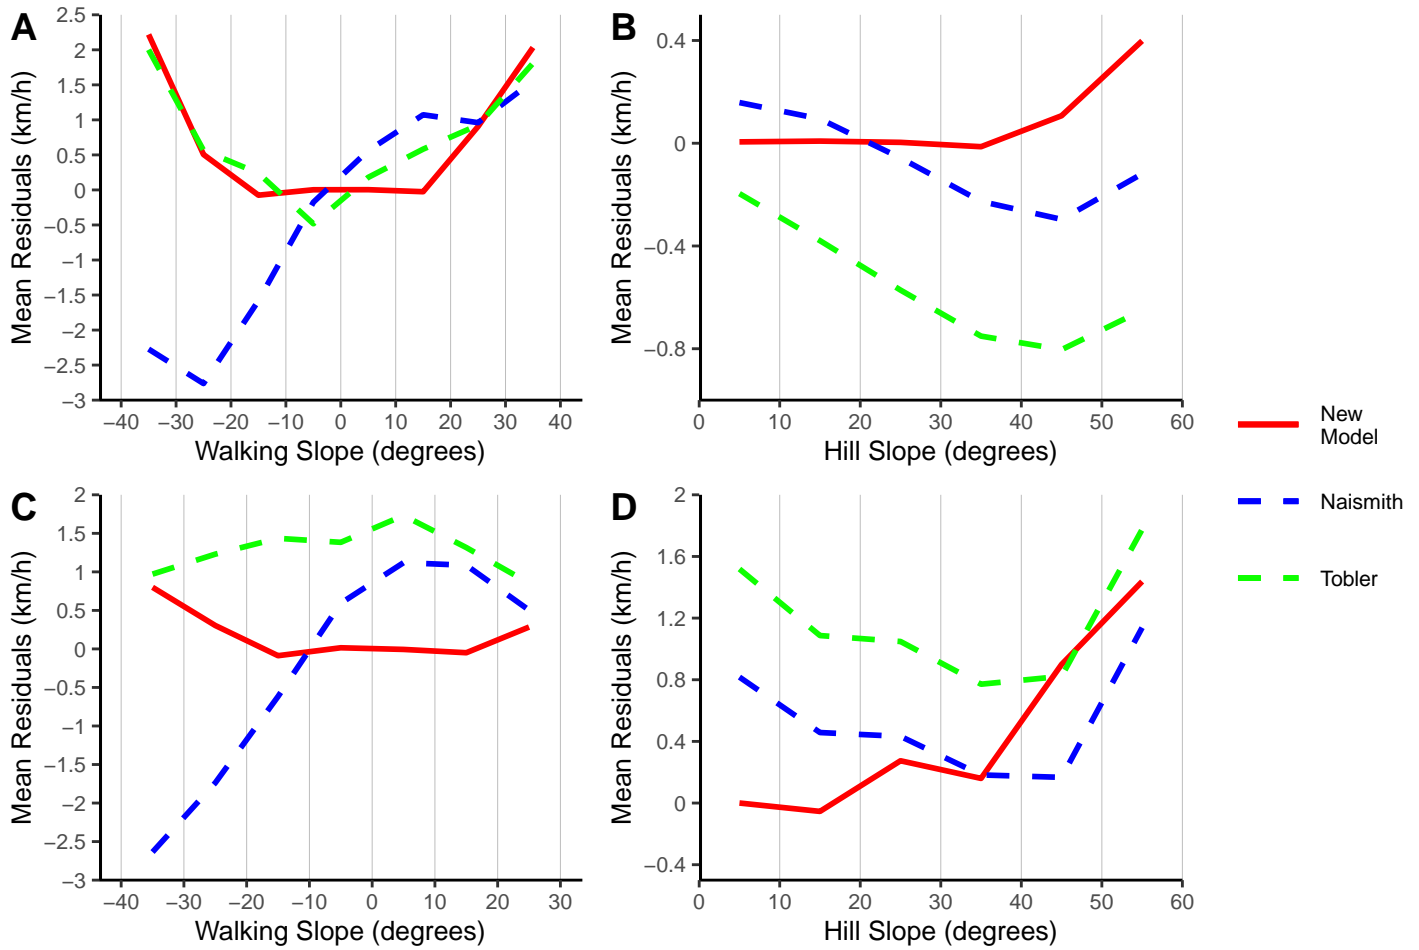 A
Mean Residuals (km/h)
2.5
2
1.5
1
0.5
0
−0.5
−1
−1.5
−2
−2.5
−3
−40 −30 −20 −10 0 10 20 30 40
Walking Slope (degrees)
B
Mean Residuals (km/h)
0.4
0
−0.4
−0.8
0 10 20 30 40 50 60
Hill Slope (degrees)
New
Model
Naismith
Tobler
C
Mean Residuals (km/h)
2
1.5
1
0.5
0
−0.5
−1
−1.5
−2
−2.5
−3
−40 −30 −20 −10 0 10 20 30
Walking Slope (degrees)
D
Mean Residuals (km/h)
2
1.6
1.2
0.8
0.4
0
−0.4
0 10 20 30 40 50 60
Hill Slope (degrees)